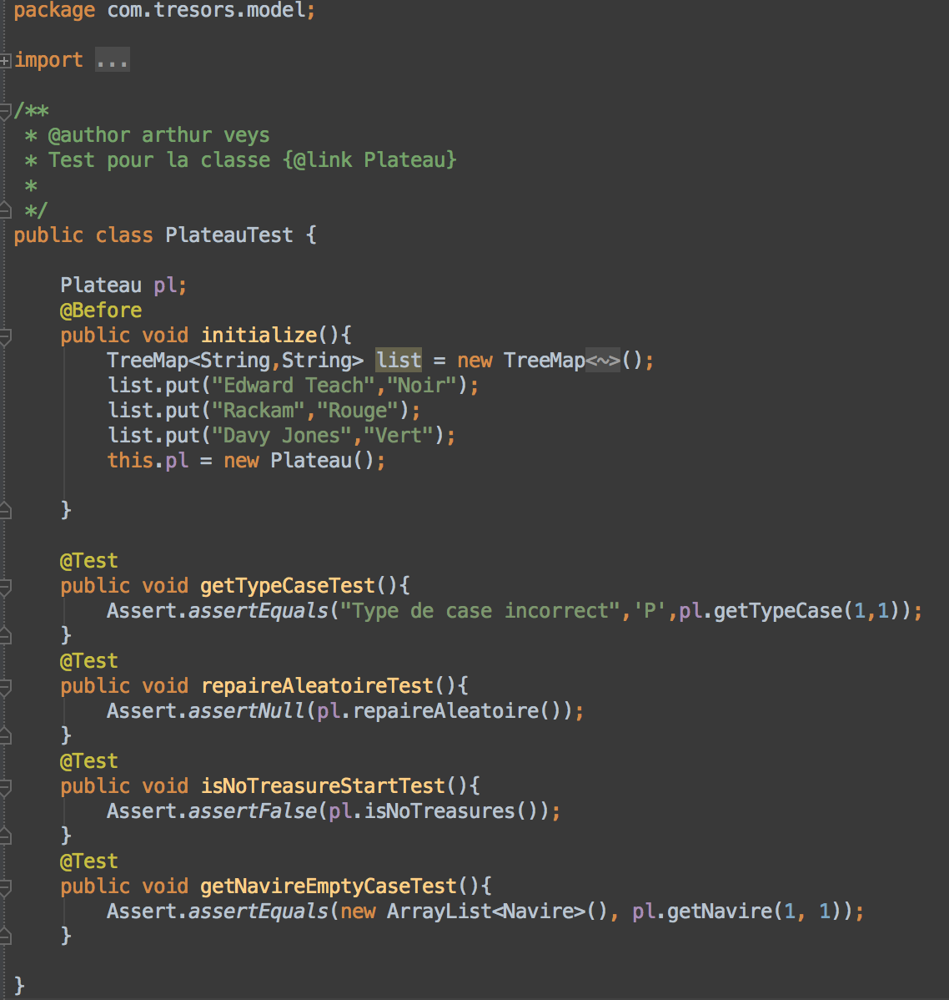 package com.tresors.model;
import ...
/**
 * @author arthur veys
 * Test pour la classe {@link Plateau}
 *
 */
public class PlateauTest {
    Plateau pl;
    @Before
    public void initialize(){
        TreeMap<String,String> list = new TreeMap<~>();
        list.put("Edward Teach","Noir");
        list.put("Rackam","Rouge");
        list.put("Davy Jones","Vert");
        this.pl = new Plateau();
    }
    @Test
    public void getTypeCaseTest(){
        Assert.assertEquals("Type de case incorrect",'P',pl.getTypeCase(1,1));
    }
    @Test
    public void repaireAleatoireTest(){
        Assert.assertNull(pl.repaireAleatoire());
    }
    @Test
    public void isNoTreasureStartTest(){
        Assert.assertFalse(pl.isNoTreasures());
    }
    @Test
    public void getNavireEmptyCaseTest(){
        Assert.assertEquals(new ArrayList<Navire>(), pl.getNavire(1, 1));
    }
}